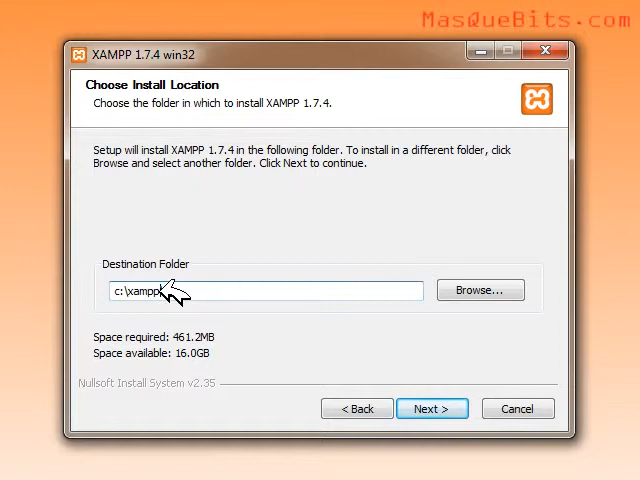 MasQueBits.com
XAMPP 1.7.4 win32
Choose Install Location
Choose the folder in which to install XAMPP 1.7.4.
Setup will install XAMPP 1.7.4 in the following folder. To install in a different folder, click
Browse and select another folder. Click Next to continue.
Destination Folder
c:\xampp
Browse...
Space required: 461.2MB
Space available: 16.0GB
Nullsoft Install System v2.35
< Back
Next >
Cancel